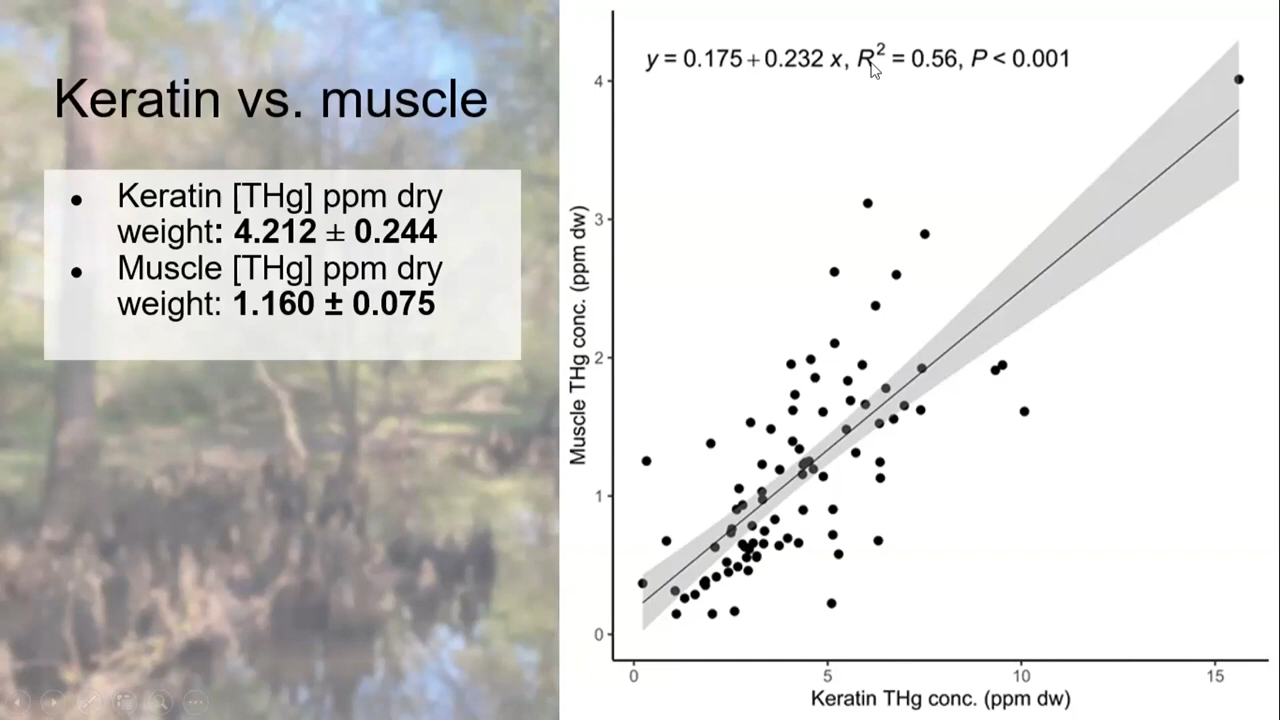 Keratin vs. muscle
● Keratin [THg] ppm dry
weight: 4.212 ± 0.244
● Muscle [THg] ppm dry
weight: 1.160 ± 0.075
y = 0.175 + 0.232 x, R² = 0.56, P < 0.001
Muscle THg conc. (ppm dw)
4
3
2
1
0
0 5 10 15
Keratin THg conc. (ppm dw)